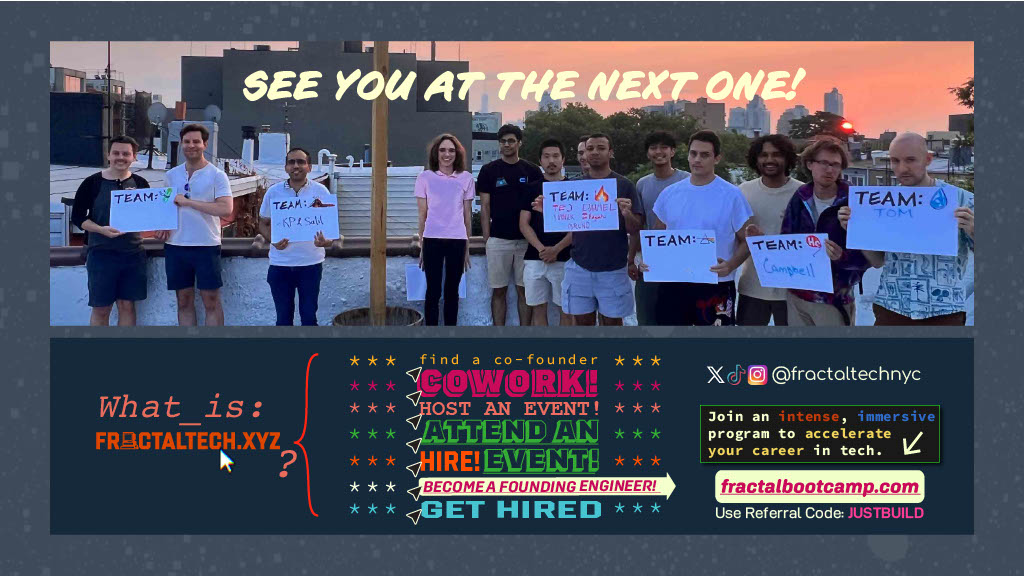 SEE YOU AT THE NEXT ONE!
TEAM:
TEAM:
KP & Sahil
TEAM:
TEAM:
TEAM:
Campbell
TEAM:
TOM
What_is:
FRACTALTECH.XYZ
?
*** find a co-founder ***
*** COWORK! ***
*** HOST AN EVENT! ***
*** ATTEND AN ***
*** HIRE! EVENT! ***
*** BECOME A FOUNDING ENGINEER!
*** GET HIRED ***
@fractaltechnyc
Join an intense, immersive
program to accelerate
your career in tech.
fractalbootcamp.com
Use Referral Code: JUSTBUILD